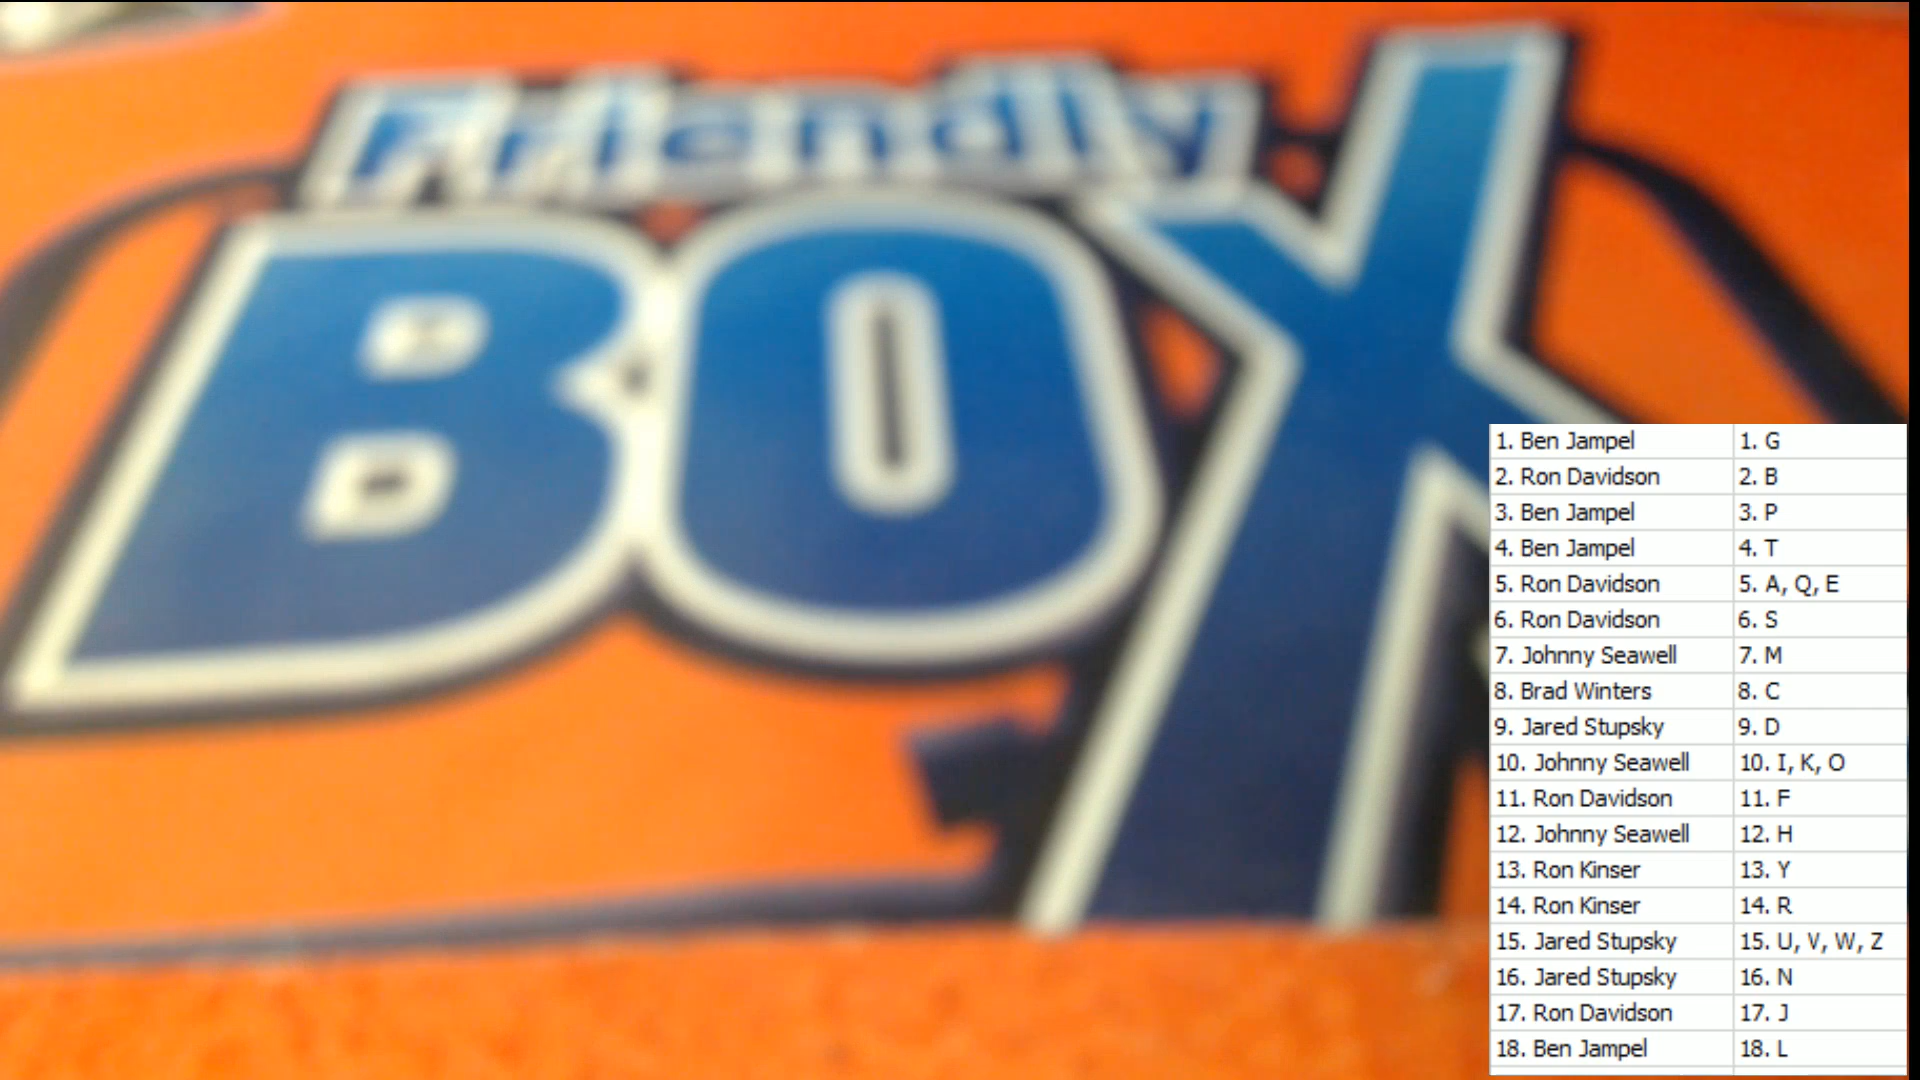 Friendly
BOX
1. Ben Jampel 1. G
2. Ron Davidson 2. B
3. Ben Jampel 3. P
4. Ben Jampel 4. T
5. Ron Davidson 5. A, Q, E
6. Ron Davidson 6. S
7. Johnny Seawell 7. M
8. Brad Winters 8. C
9. Jared Stupsky 9. D
10. Johnny Seawell 10. I, K, O
11. Ron Davidson 11. F
12. Johnny Seawell 12. H
13. Ron Kinser 13. Y
14. Ron Kinser 14. R
15. Jared Stupsky 15. U, V, W, Z
16. Jared Stupsky 16. N
17. Ron Davidson 17. J
18. Ben Jampel 18. L